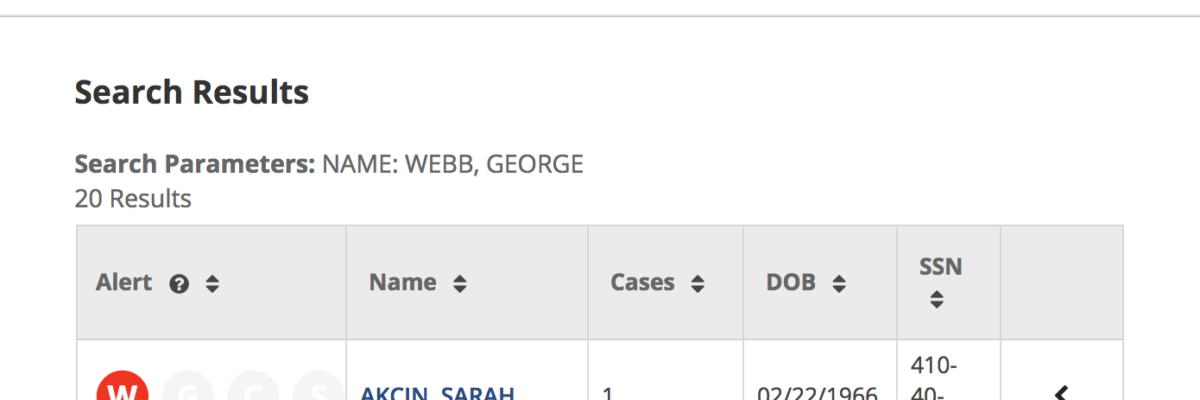 Search Results
Search Parameters: NAME: WEBB, GEORGE
20 Results
Alert ? Name Cases DOB SSN
W G C S AKCIN, SARAH 1 02/22/1966 410-
40-